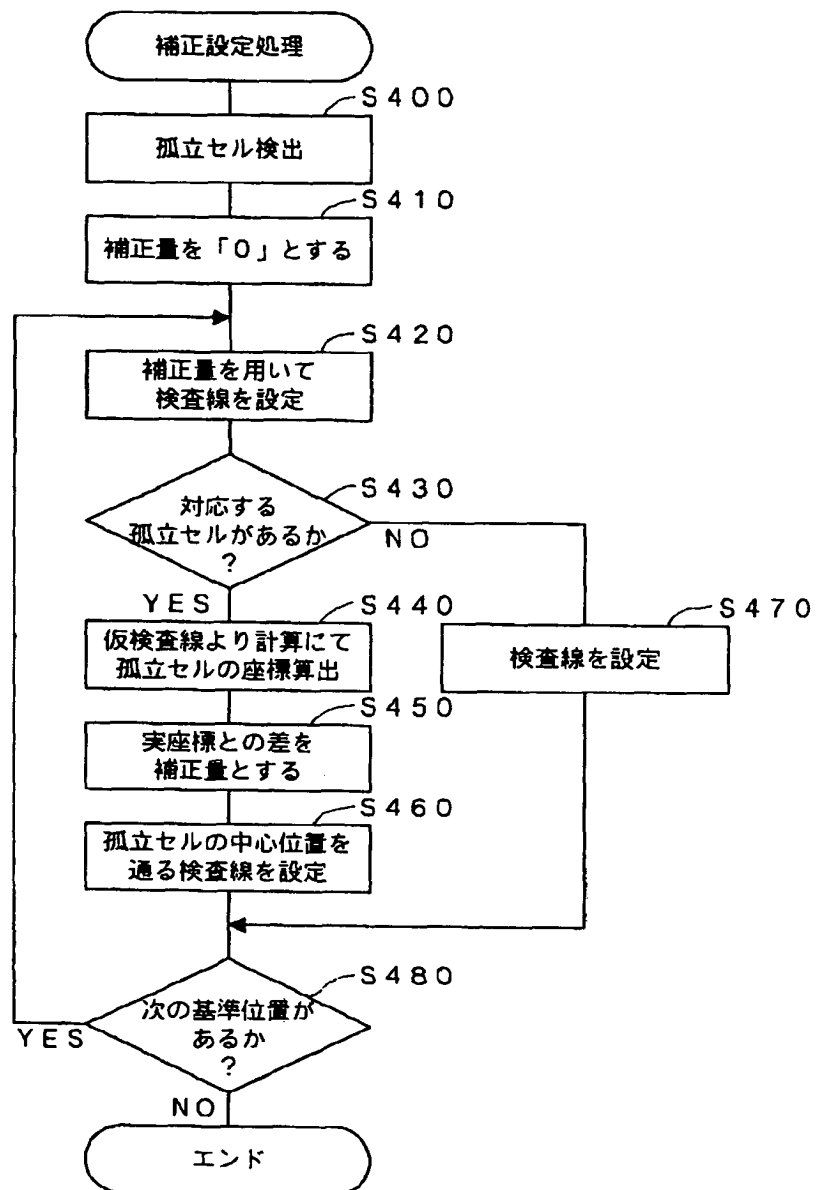 補正設定処理
S400
孤立セル検出
S410
補正量を「0」とする
S420
補正量を用いて
検査線を設定
S430
対応する
孤立セルがあるか
?
NO
YES
S440
仮検査線より計算にて
孤立セルの座標算出
S470
検査線を設定
S450
実座標との差を
補正量とする
S460
孤立セルの中心位置を
通る検査線を設定
S480
次の基準位置が
あるか
?
YES
NO
エンド